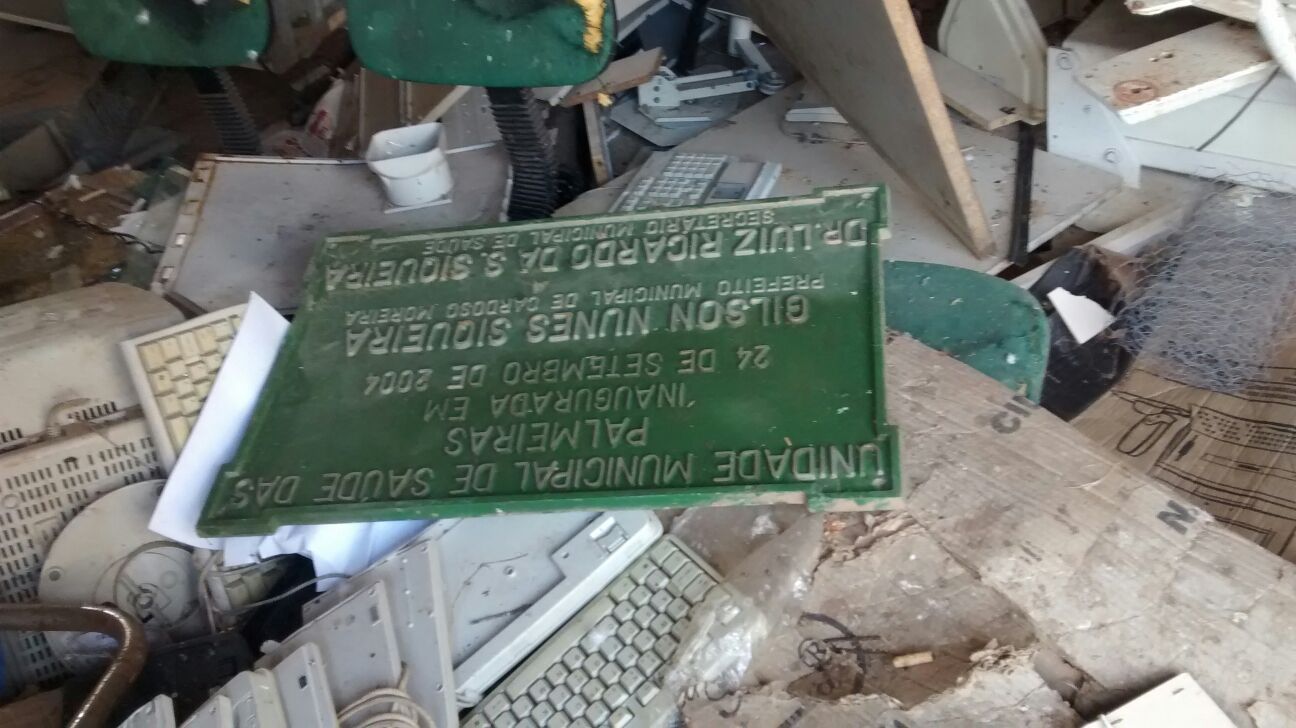 UNIDADE MUNICIPAL DE SAÚDE DAS
PALMEIRAS
INAUGURADA EM
24 DE SETEMBRO DE 2004
GILSON NUNES SIQUEIRA
PREFEITO MUNICIPAL DE CARDOSO MOREIRA
DR. LUIZ RICARDO DA S. SIQUEIRA
SECRETÁRIO MUNICIPAL DE SAÚDE